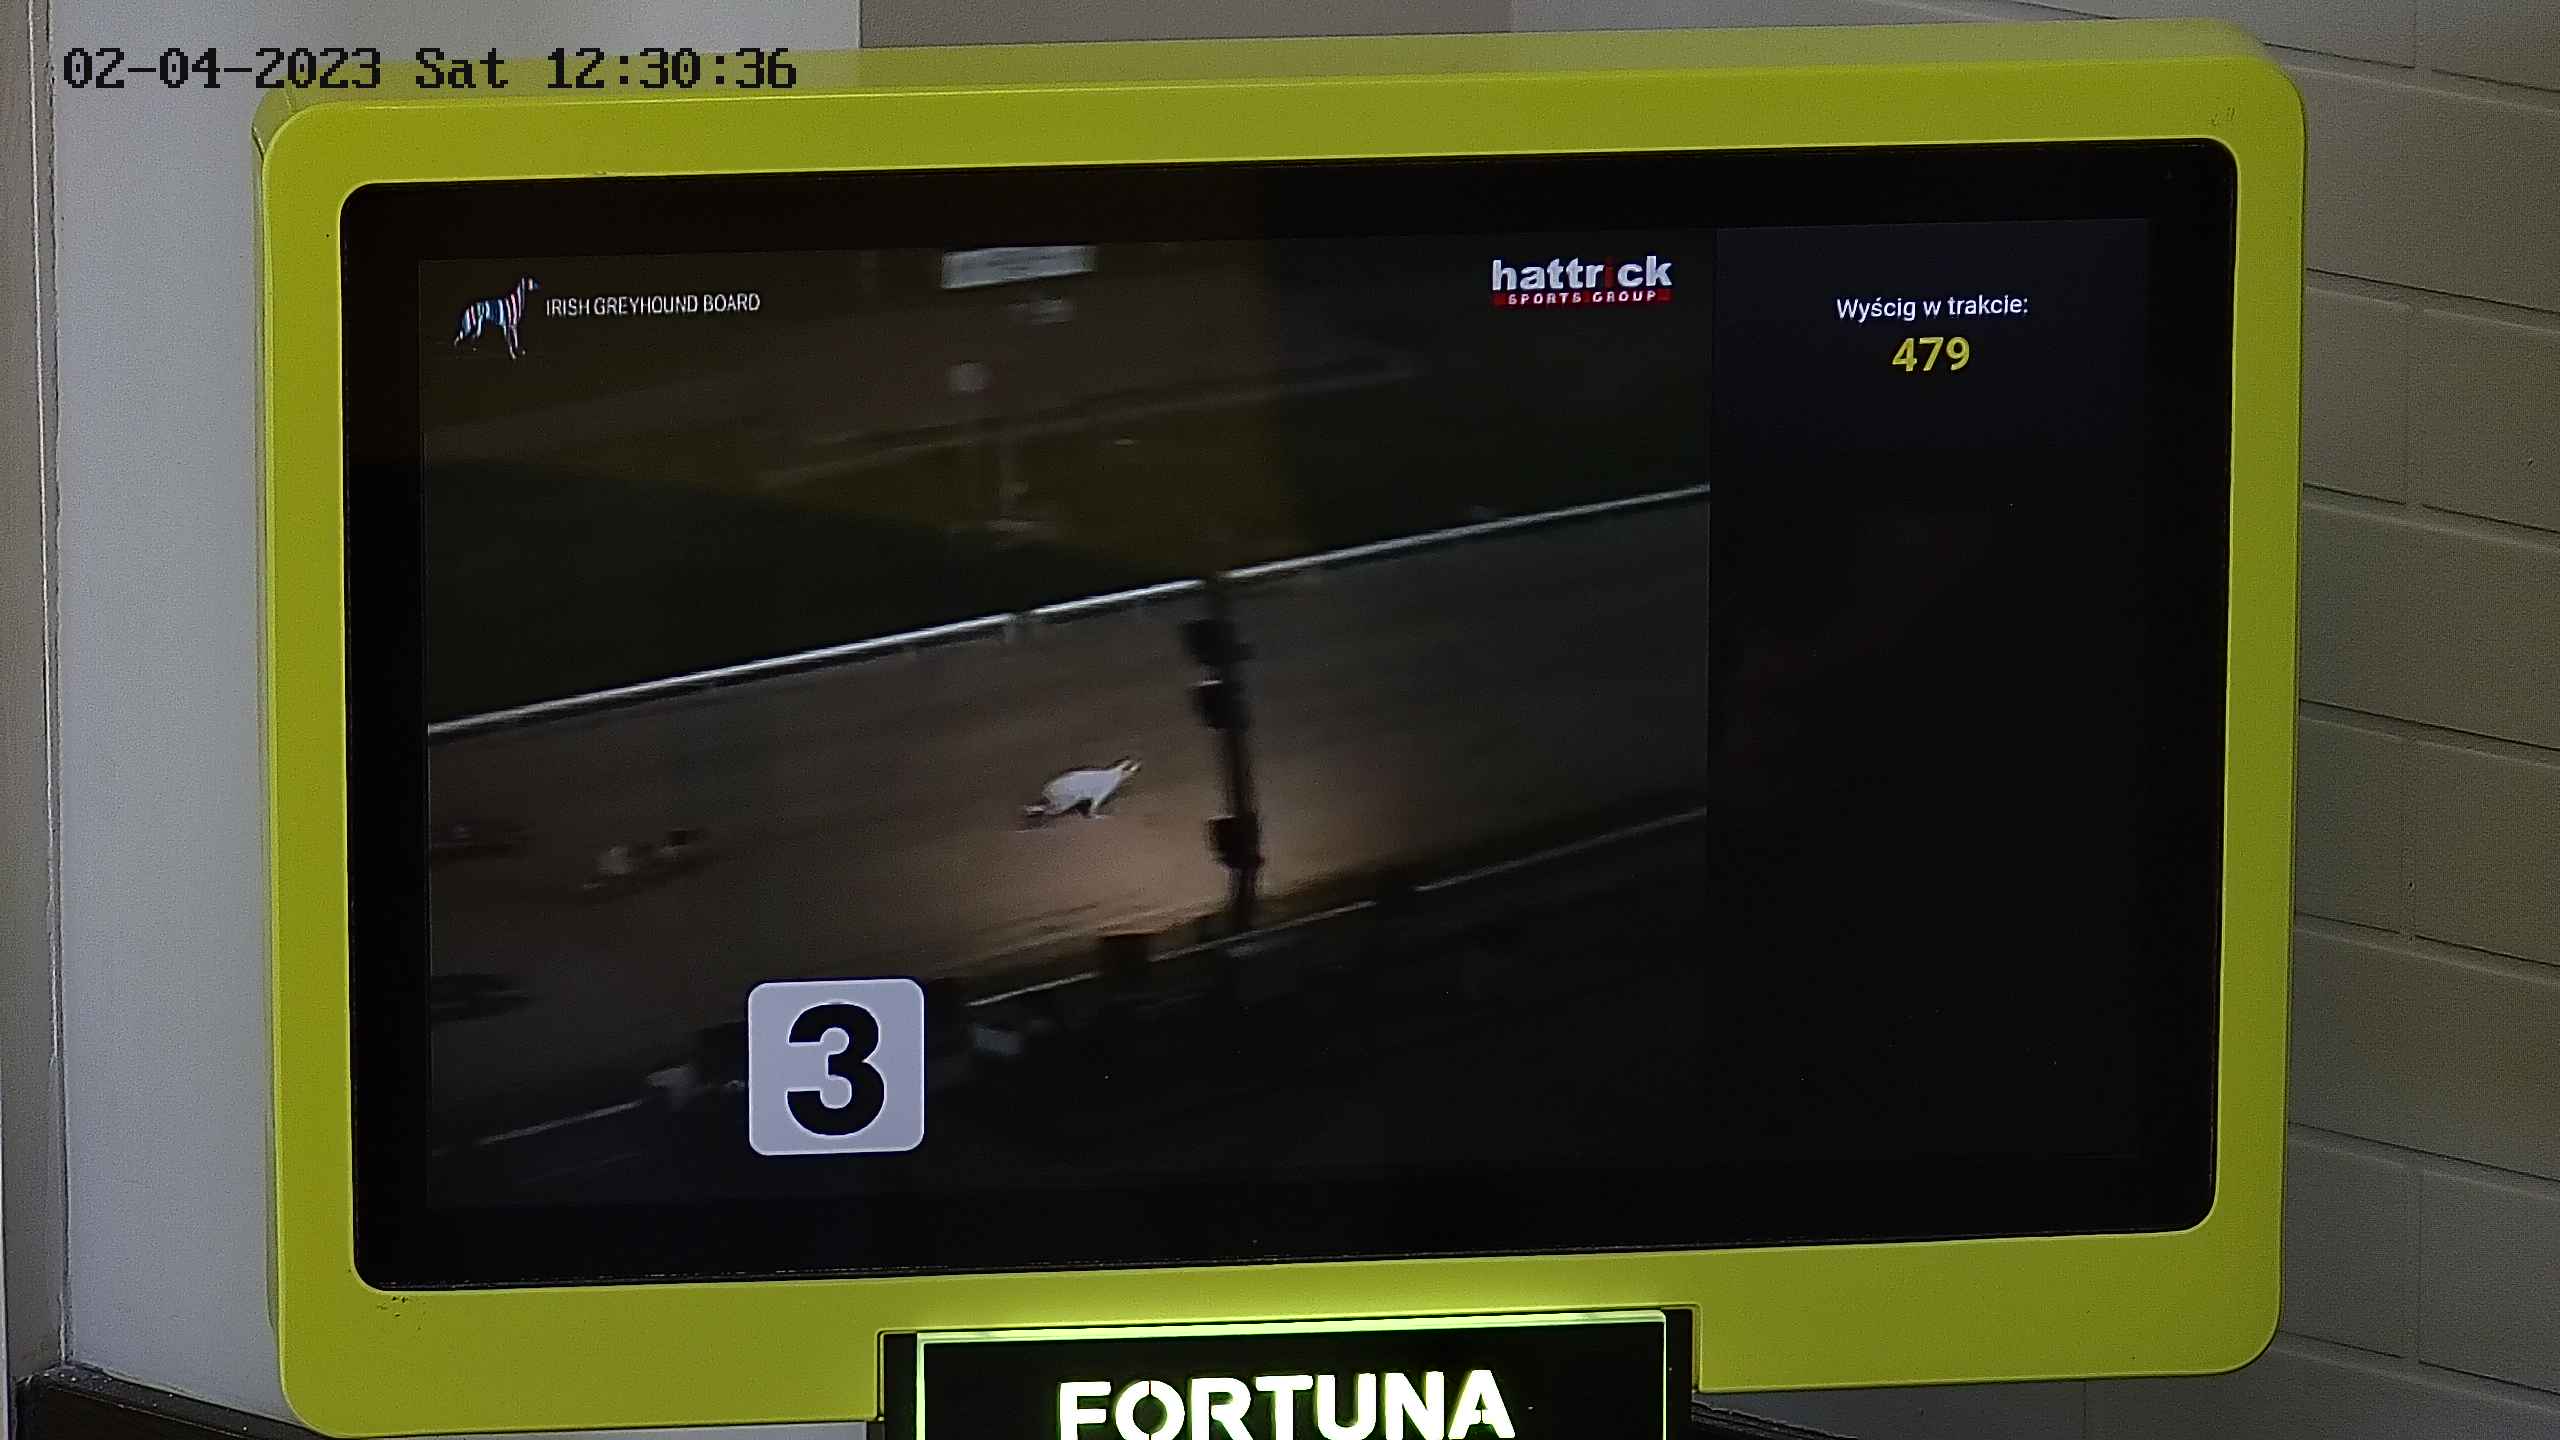 02-04-2023 Sat 12:30:36
IRISH GREYHOUND BOARD
hattrick
SPORTS GROUP
Wyścig w trakcie:
479
3
FORTUNA